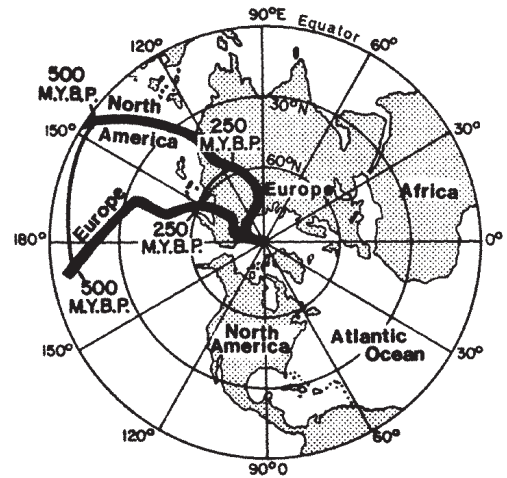 90°E
Equator
120°
60°
500
M.Y.B.P.
North
America
250
M.Y.B.P.
30°N
150°
30°
60°N
Europe
Africa
Europe
250
M.Y.B.P.
180°
0°
500
M.Y.B.P.
North
America
Atlantic
Ocean
150°
30°
120°
60°
90°O